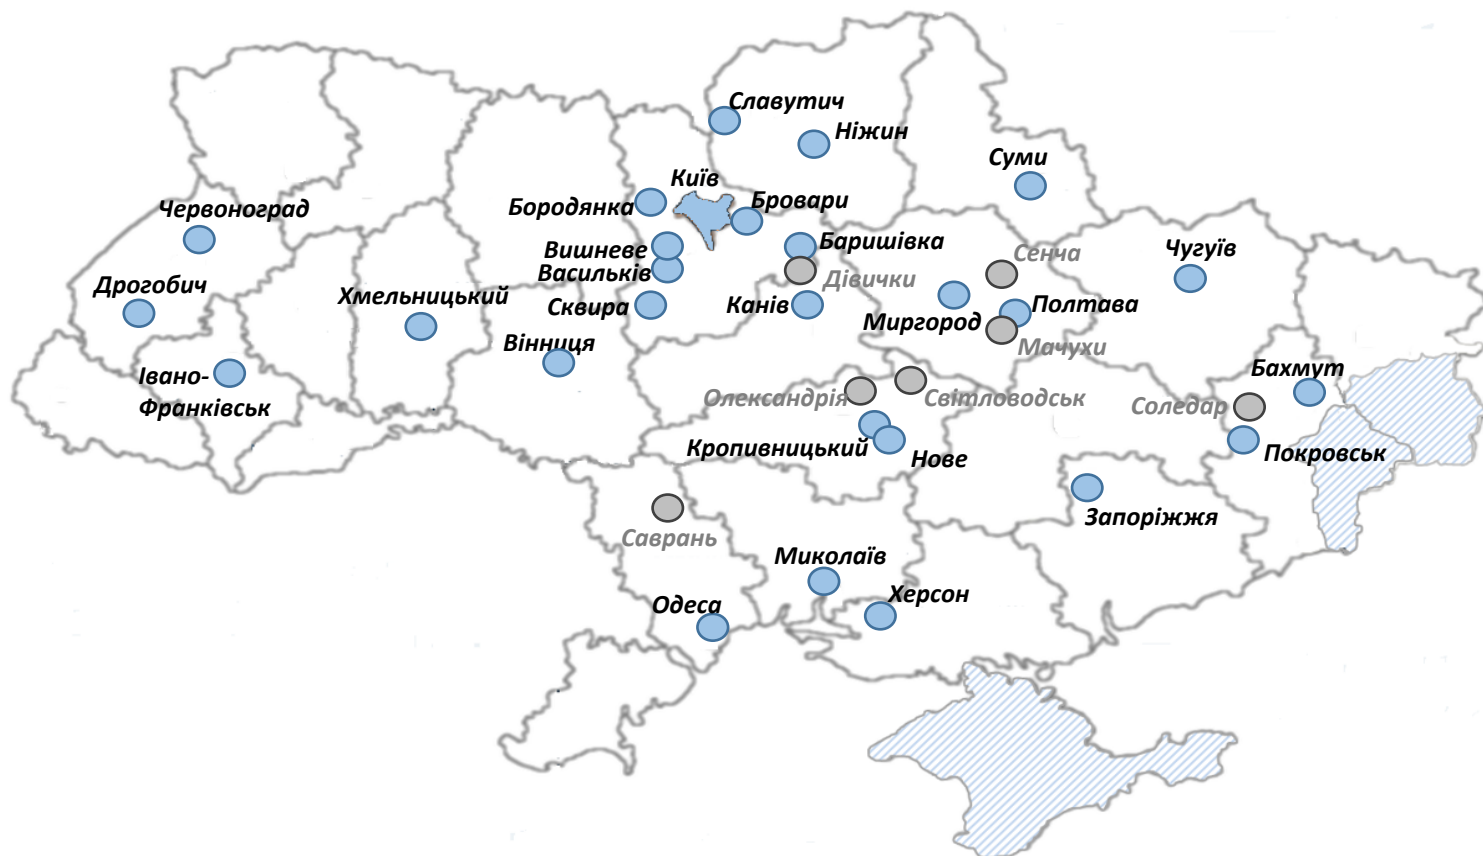 Славутич
Ніжин
Суми
Київ
Бородянка
Бровари
Червоноград
Вишневе
Баришівка
Сенча
Чугуїв
Васильків
Дівички
Дрогобич
Хмельницький
Сквира
Канів
Полтава
Миргород
Мачухи
Вінниця
Івано-
Франківськ
Олександрія
Світловодськ
Бахмут
Соледар
Кропивницький
Нове
Покровськ
Запоріжжя
Саврань
Миколаїв
Херсон
Одеса